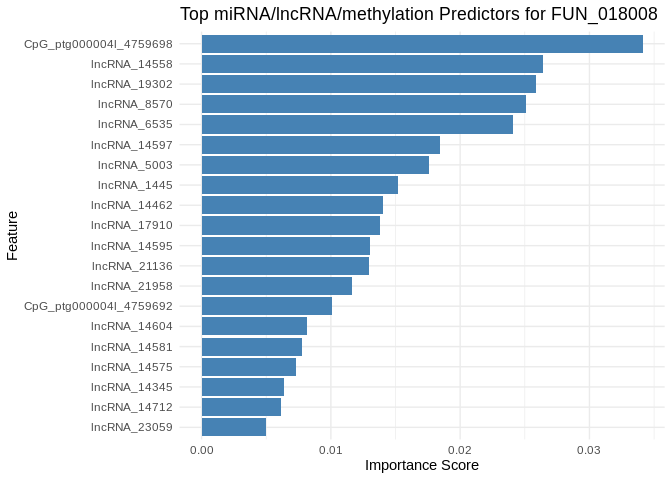 Top miRNA/lncRNA/methylation Predictors for FUN_018008
Feature
CpG_ptg000004l_4759698
lncRNA_14558
lncRNA_19302
lncRNA_8570
lncRNA_6535
lncRNA_14597
lncRNA_5003
lncRNA_1445
lncRNA_14462
lncRNA_17910
lncRNA_14595
lncRNA_21136
lncRNA_21958
CpG_ptg000004l_4759692
lncRNA_14604
lncRNA_14581
lncRNA_14575
lncRNA_14345
lncRNA_14712
lncRNA_23059
0.00 0.01 0.02 0.03
Importance Score